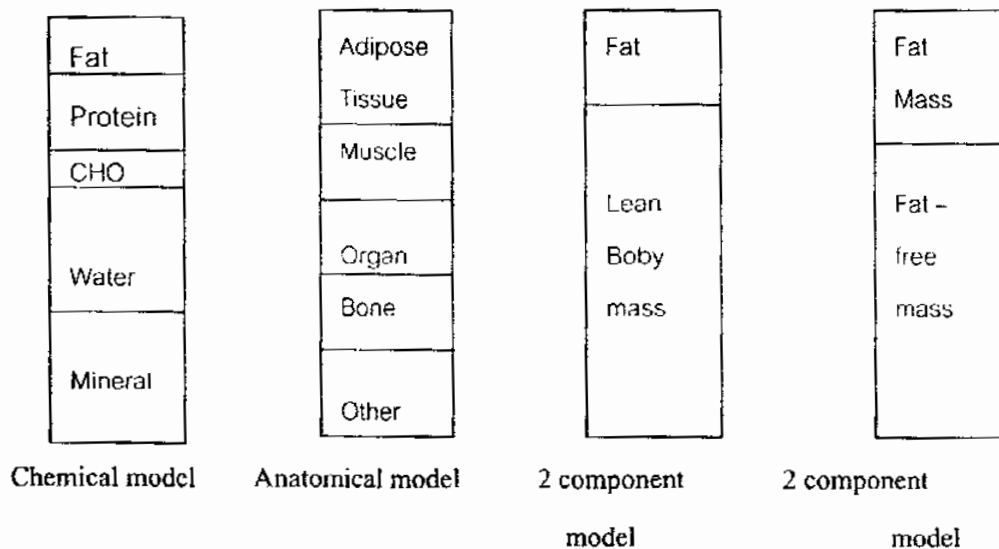 Fat
Protein
CHO
Water
Mineral
Chemical model
Adipose
Tissue
Muscle
Organ
Bone
Other
Anatomical model
Fat
Lean
Boby
mass
2 component
model
Fat
Mass
Fat –
free
mass
2 component
model